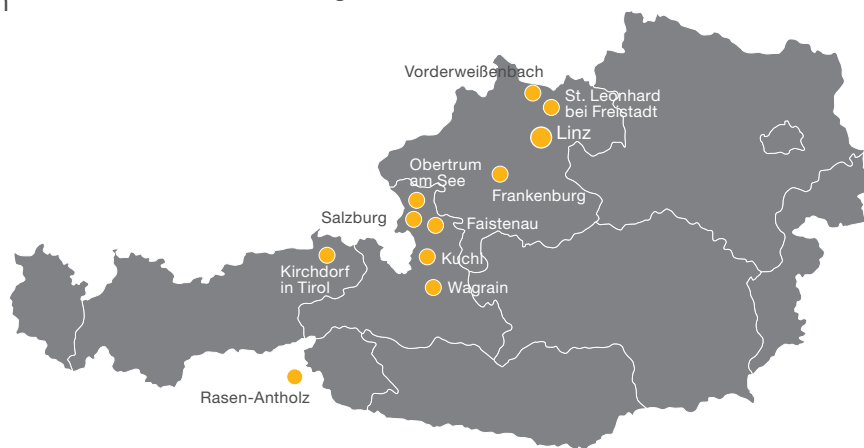 Vorderweißenbach
St. Leonhard
bei Freistadt
Linz
Obertrum
am See
Frankenburg
Salzburg
Faistenau
Kuchl
Kirchdorf
in Tirol
Wagrain
Rasen-Antholz